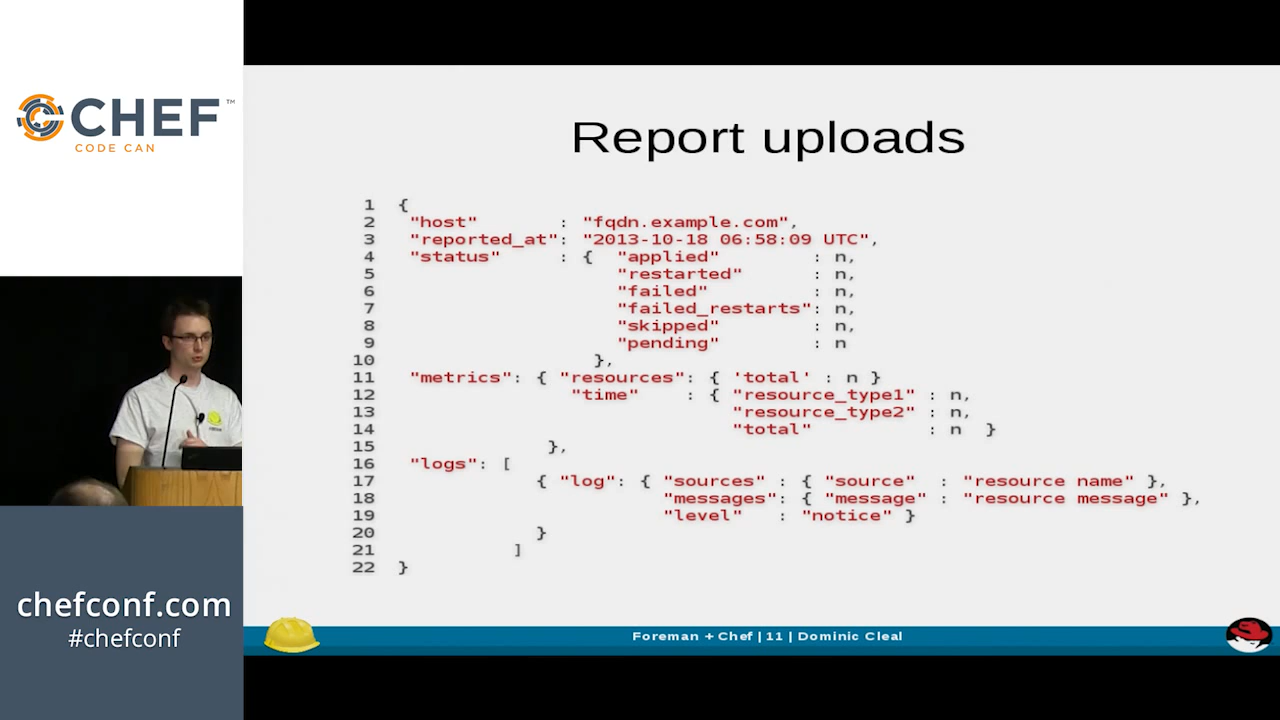 CHEF™
CODE CAN
chefconf.com
#chefconf
Report uploads
1 {
2 "host" : "fqdn.example.com",
3 "reported_at": "2013-10-18 06:58:09 UTC",
4 "status" : { "applied" : n,
5 "restarted" : n,
6 "failed" : n,
7 "failed_restarts": n,
8 "skipped" : n,
9 "pending" : n
10 },
11 "metrics": { "resources": { 'total' : n }
12 "time" : { "resource_type1" : n,
13 "resource_type2" : n,
14 "total" : n }
15 },
16 "logs": [
17 { "log": { "sources" : { "source" : "resource name" },
18 "messages": { "message" : "resource message" },
19 "level" : "notice" }
20 }
21 ]
22 }
Foreman + Chef | 11 | Dominic Cleal